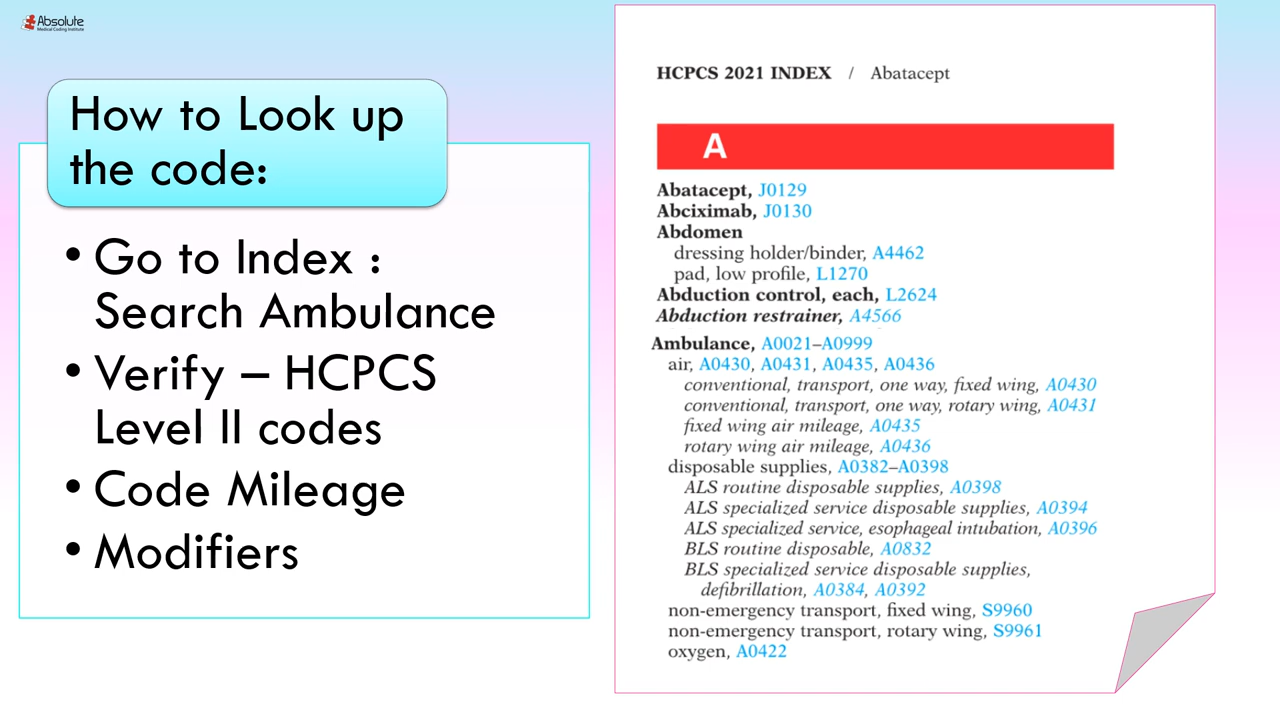 Absolute
Medical Coding Institute
How to Look up
the code:
• Go to Index :
Search Ambulance
• Verify – HCPCS
Level II codes
• Code Mileage
• Modifiers
HCPCS 2021 INDEX / Abatacept
A
Abatacept, J0129
Abciximab, J0130
Abdomen
dressing holder/binder, A4462
pad, low profile, L1270
Abduction control, each, L2624
Abduction restrainer, A4566
Ambulance, A0021–A0999
air, A0430, A0431, A0435, A0436
conventional, transport, one way, fixed wing, A0430
conventional, transport, one way, rotary wing, A0431
fixed wing air mileage, A0435
rotary wing air mileage, A0436
disposable supplies, A0382–A0398
ALS routine disposable supplies, A0398
ALS specialized service disposable supplies, A0394
ALS specialized service, esophageal intubation, A0396
BLS routine disposable, A0832
BLS specialized service disposable supplies,
defibrillation, A0384, A0392
non-emergency transport, fixed wing, S9960
non-emergency transport, rotary wing, S9961
oxygen, A0422